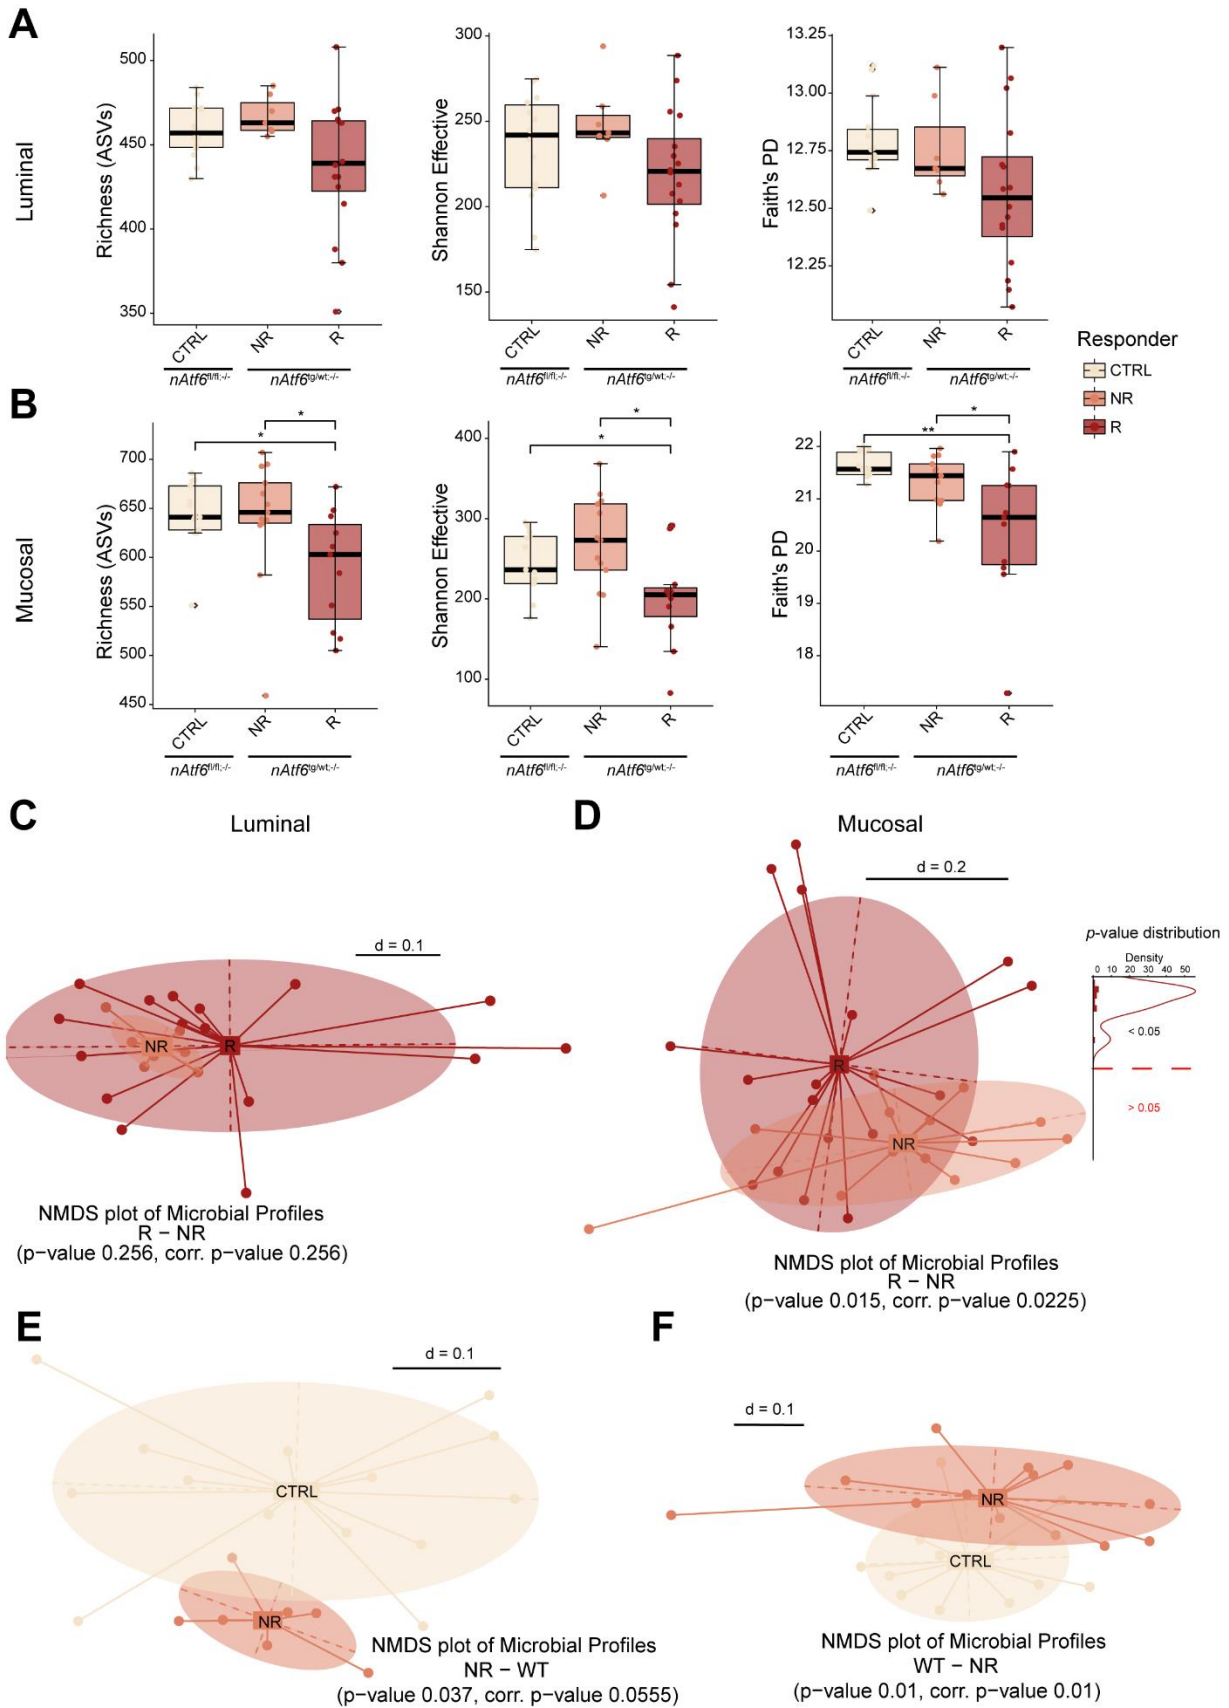 A
Luminal
Richness (ASVs)
500
450
400
350
CTRL
NR
R
nAtf6fl/fl;-/-
nAtf6tg/wt;-/-
Shannon Effective
300
250
200
150
CTRL
NR
R
nAtf6fl/fl;-/-
nAtf6tg/wt;-/-
Faith's PD
13.25
13.00
12.75
12.50
12.25
CTRL
NR
R
nAtf6fl/fl;-/-
nAtf6tg/wt;-/-
Responder
CTRL
NR
R
B
Mucosal
Richness (ASVs)
700
650
600
550
500
450
*
*
CTRL
NR
R
nAtf6fl/fl;-/-
nAtf6tg/wt;-/-
Shannon Effective
400
300
200
100
*
*
CTRL
NR
R
nAtf6fl/fl;-/-
nAtf6tg/wt;-/-
Faith's PD
22
21
20
19
18
*
**
CTRL
NR
R
nAtf6fl/fl;-/-
nAtf6tg/wt;-/-
C
Luminal
d = 0.1
NR
R
NMDS plot of Microbial Profiles
R − NR
(p−value 0.256, corr. p−value 0.256)
D
Mucosal
d = 0.2
R
NR
p-value distribution
Density
0 10 20 30 40 50
< 0.05
> 0.05
NMDS plot of Microbial Profiles
R − NR
(p−value 0.015, corr. p−value 0.0225)
E
d = 0.1
CTRL
NR
NMDS plot of Microbial Profiles
NR − WT
(p−value 0.037, corr. p−value 0.0555)
F
d = 0.1
NR
CTRL
NMDS plot of Microbial Profiles
WT − NR
(p−value 0.01, corr. p−value 0.01)